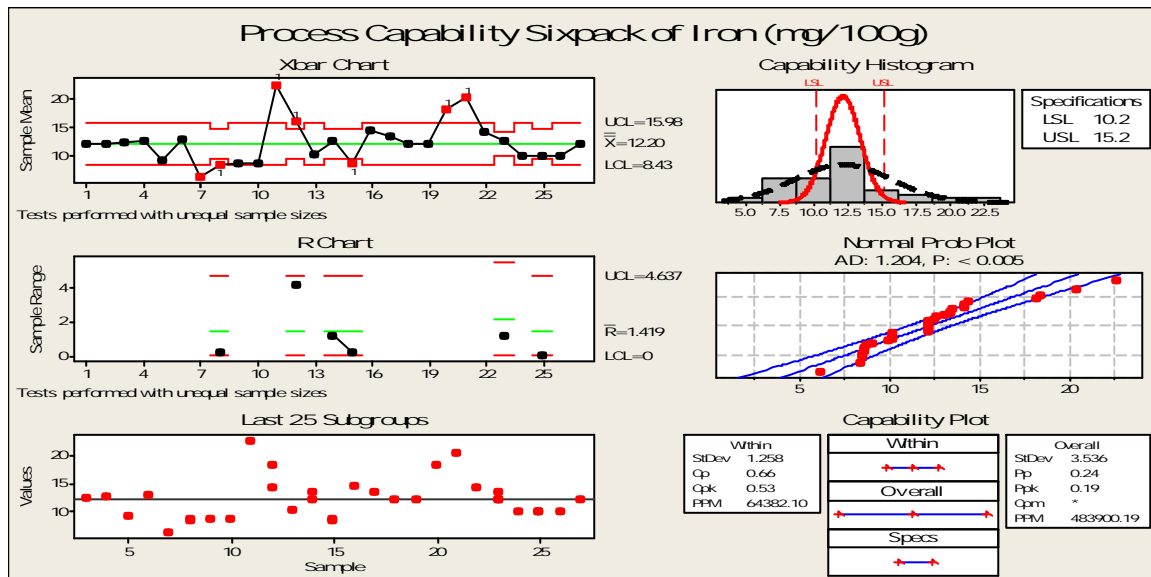 Process Capability Sixpack of Iron (mg/100g)
Xbar Chart
Sample Mean
20
15
10
1
1
1
1
1
1
UCL=15.98
X=12.20
LCL=8.43
1 4 7 10 13 16 19 22 25
Tests performed with unequal sample sizes
Capability Histogram
LSL USL
5.0 7.5 10.0 12.5 15.0 17.5 20.0 22.5
Specifications
LSL 10.2
USL 15.2
R Chart
Sample Range
4
2
0
UCL=4.637
R=1.419
LCL=0
1 4 7 10 13 16 19 22 25
Tests performed with unequal sample sizes
Normal Prob Plot
AD: 1.204, P: < 0.005
5 10 15 20
Last 25 Subgroups
Values
20
15
10
5 10 15 20 25
Sample
Capability Plot
Within
StDev 1.258
Cp 0.66
Cpk 0.53
PPM 64382.10
Within
Overall
Specs
Overall
StDev 3.536
Pp 0.24
Ppk 0.19
Cpm *
PPM 483900.19